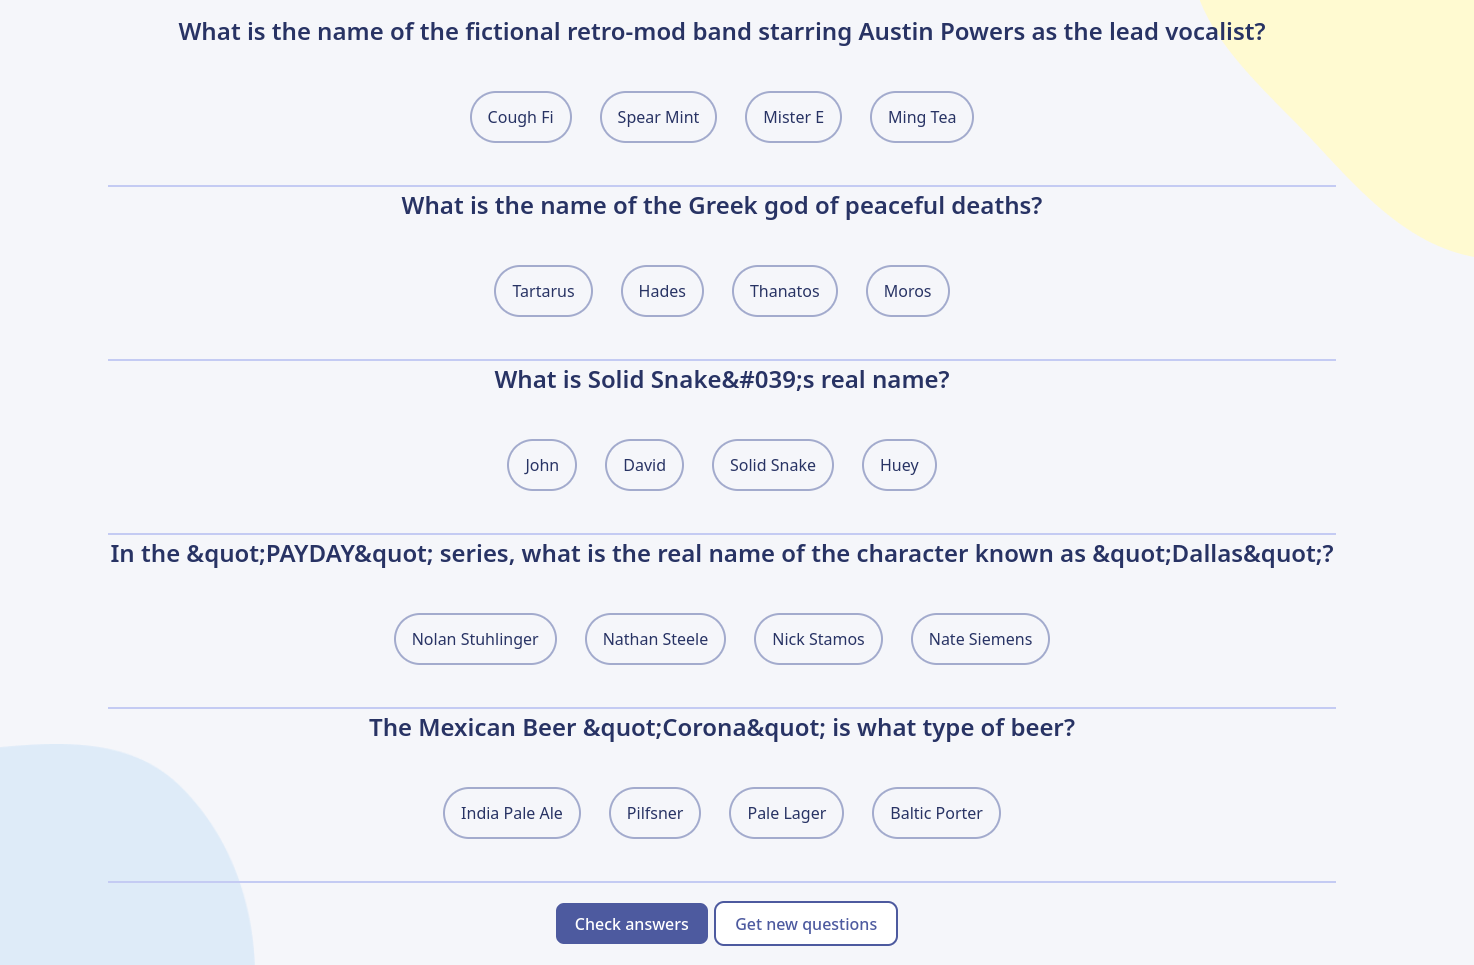 What is the name of the fictional retro-mod band starring Austin Powers as the lead vocalist?
Cough Fi Spear Mint Mister E Ming Tea
What is the name of the Greek god of peaceful deaths?
Tartarus Hades Thanatos Moros
What is Solid Snake&#039;s real name?
John David Solid Snake Huey
In the &quot;PAYDAY&quot; series, what is the real name of the character known as &quot;Dallas&quot;?
Nolan Stuhlinger Nathan Steele Nick Stamos Nate Siemens
The Mexican Beer &quot;Corona&quot; is what type of beer?
India Pale Ale Pilfsner Pale Lager Baltic Porter
Check answers Get new questions